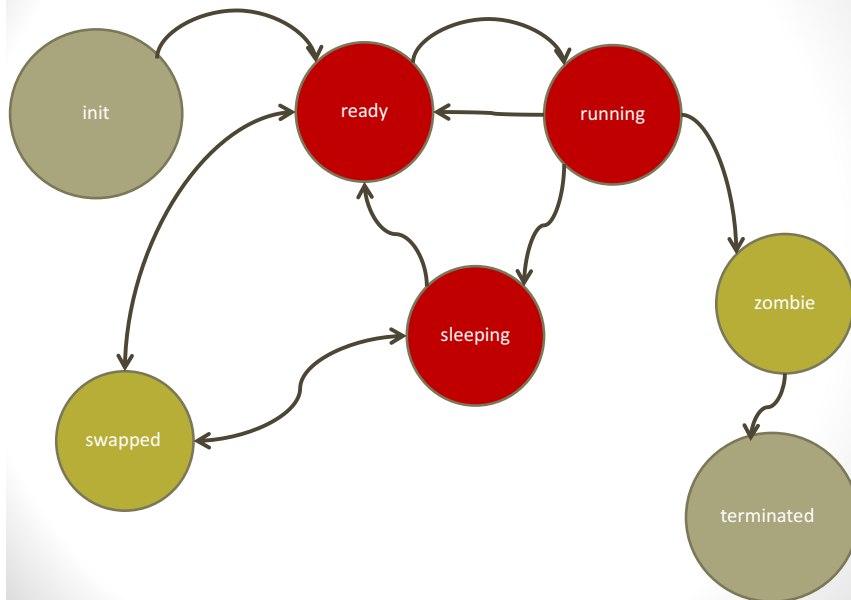 init
ready
running
zombie
sleeping
swapped
terminated